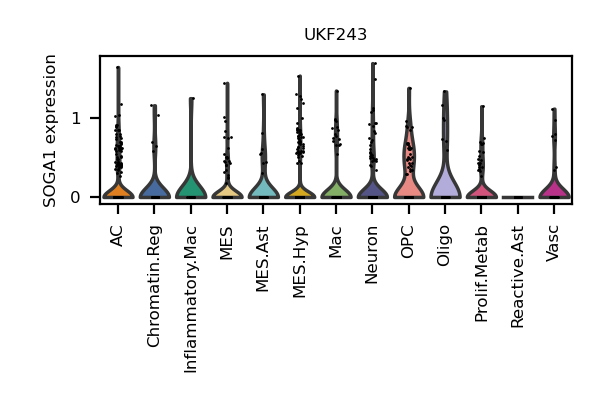 UKF243
SOGA1 expression
1
0
AC
Chromatin.Reg
Inflammatory.Mac
MES
MES.Ast
MES.Hyp
Mac
Neuron
OPC
Oligo
Prolif.Metab
Reactive.Ast
Vasc